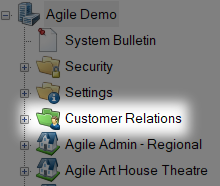 Agile Demo
System Bulletin
Security
Settings
Customer Relations
Agile Admin - Regional
Agile Art House Theatre